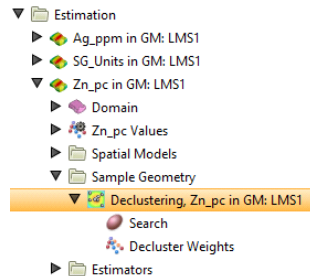 Estimation
Ag_ppm in GM: LMS1
SG_Units in GM: LMS1
Zn_pc in GM: LMS1
Domain
Zn_pc Values
Spatial Models
Sample Geometry
Declustering, Zn_pc in GM: LMS1
Search
Decluster Weights
Estimators